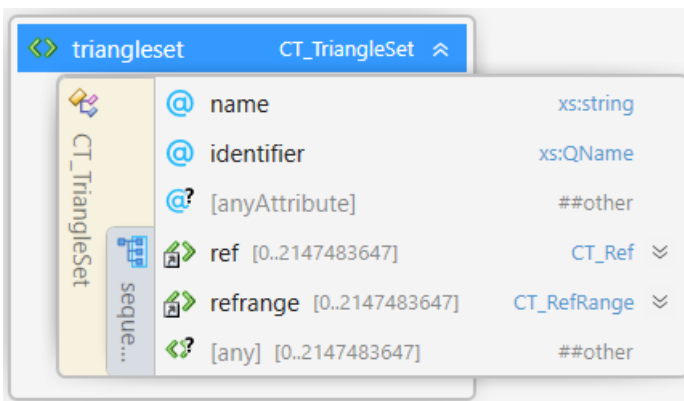 triangleset CT_TriangleSet
CT_TriangleSet
seque...
@ name xs:string
@ identifier xs:QName
@? [anyAttribute] ##other
ref [0..2147483647] CT_Ref
refrange [0..2147483647] CT_RefRange
[any] [0..2147483647] ##other